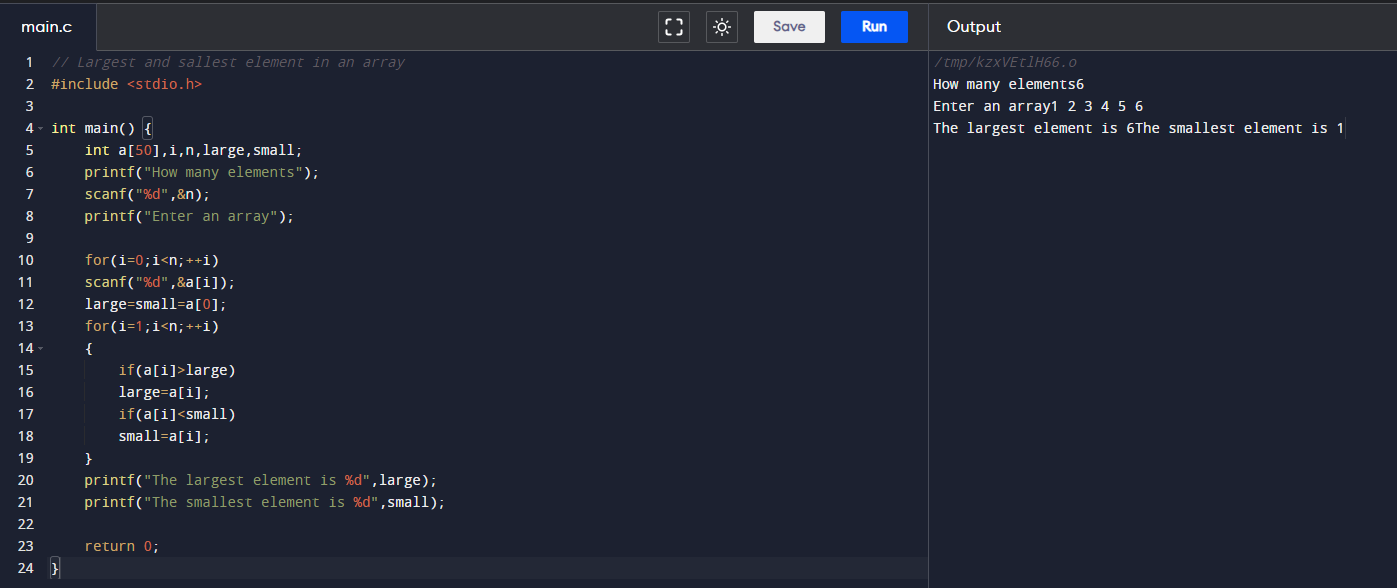 main.c
Save
Run
Output
1 // Largest and sallest element in an array
2 #include <stdio.h>
3
4 int main() {
5 int a[50],i,n,large,small;
6 printf("How many elements");
7 scanf("%d",&n);
8 printf("Enter an array");
9
10 for(i=0;i<n;++i)
11 scanf("%d",&a[i]);
12 large=small=a[0];
13 for(i=1;i<n;++i)
14 {
15 if(a[i]>large)
16 large=a[i];
17 if(a[i]<small)
18 small=a[i];
19 }
20 printf("The largest element is %d",large);
21 printf("The smallest element is %d",small);
22
23 return 0;
24 }
/tmp/kzxVEtlH66.o
How many elements6
Enter an array1 2 3 4 5 6
The largest element is 6The smallest element is 1